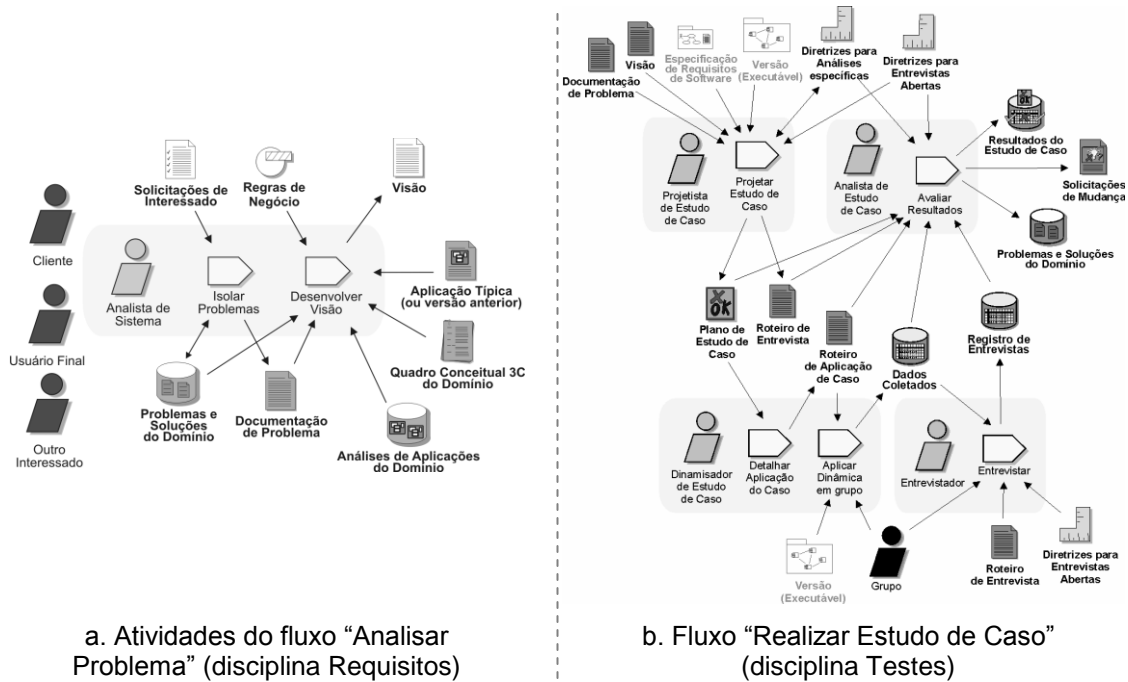 Solicitações de
Interessado
Regras de
Negócio
Visão
Cliente
Analista de
Sistema
Isolar
Problemas
Desenvolver
Visão
Aplicação Típica
(ou versão anterior)
Usuário Final
Quadro Conceitual 3C
do Domínio
Problemas e
Soluções
do Domínio
Documentação
de Problema
Análises de Aplicações
do Domínio
Outro
Interessado
a. Atividades do fluxo “Analisar
Problema” (disciplina Requisitos)
Documentação
de Problema
Visão
Especificação
de Requisitos
de Software
Versão
(Executável)
Diretrizes para
Análises
específicas
Diretrizes para
Entrevistas
Abertas
Projetista
de Estudo
de Caso
Projetar
Estudo de
Caso
Analista de
Estudo
de Caso
Avaliar
Resultados
OK
Resultados do
Estudo de Caso
Solicitações
de Mudança
Problemas e Soluções
do Domínio
X
OK
Plano de
Estudo de
Caso
Roteiro de
Entrevista
Roteiro
de Aplicação
de Caso
Dados
Coletados
Registro de
Entrevistas
Dinamisador
de Estudo
de Caso
Detalhar
Aplicação
do Caso
Aplicar
Dinâmica
em grupo
Entrevistador
Entrevistar
Versão
(Executável)
Grupo
Roteiro
de Entrevista
Diretrizes para
Entrevistas
Abertas
b. Fluxo “Realizar Estudo de Caso”
(disciplina Testes)